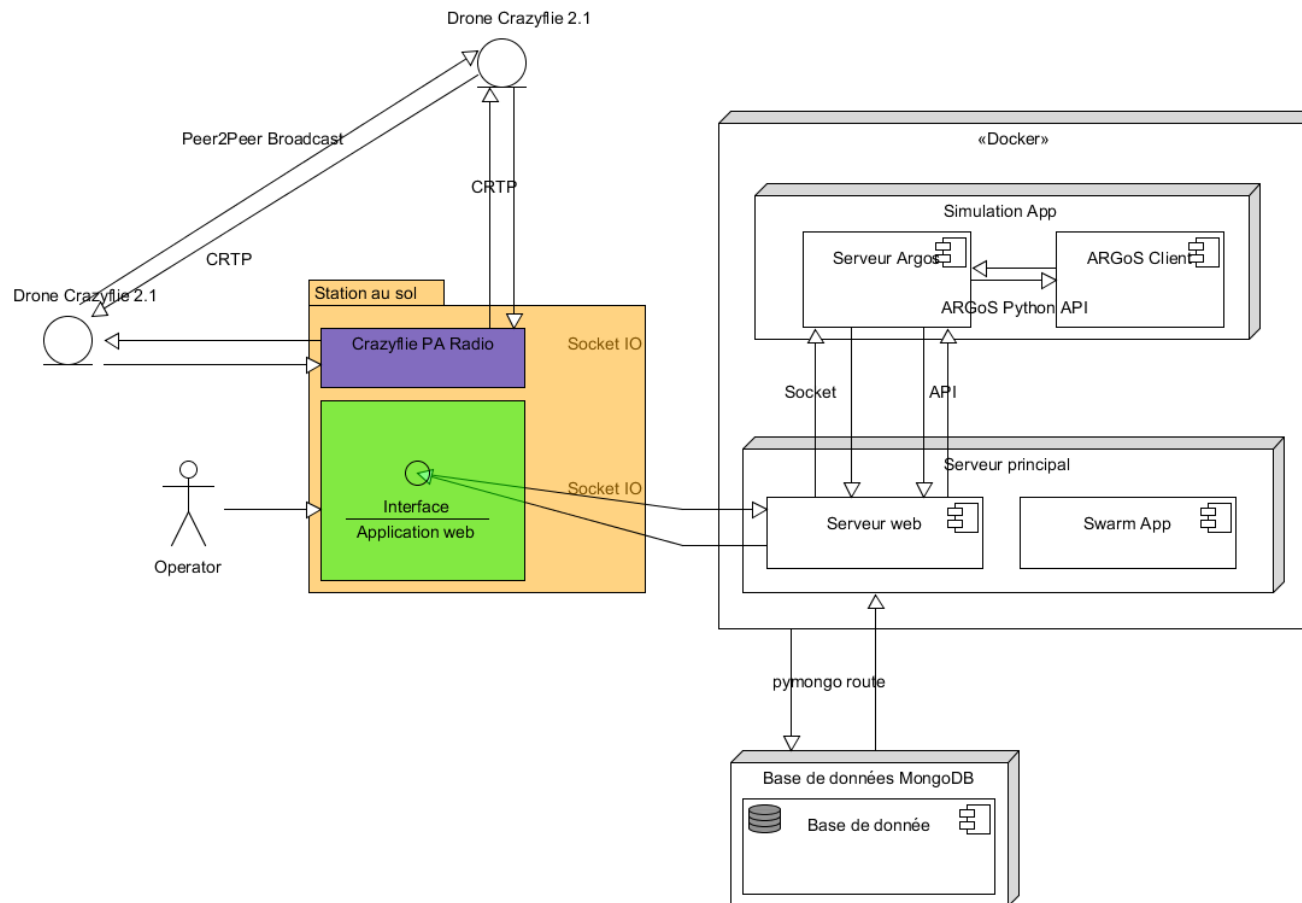 Drone Crazyflie 2.1
Peer2Peer Broadcast
«Docker»
CRTP
Simulation App
Serveur Argos
ARGoS Client
CRTP
Drone Crazyflie 2.1
Station au sol
ARGoS Python API
Crazyflie PA Radio
Socket IO
Socket
API
Serveur principal
Socket IO
Interface
Application web
Serveur web
Swarm App
Operator
pymongo route
Base de données MongoDB
Base de donnée